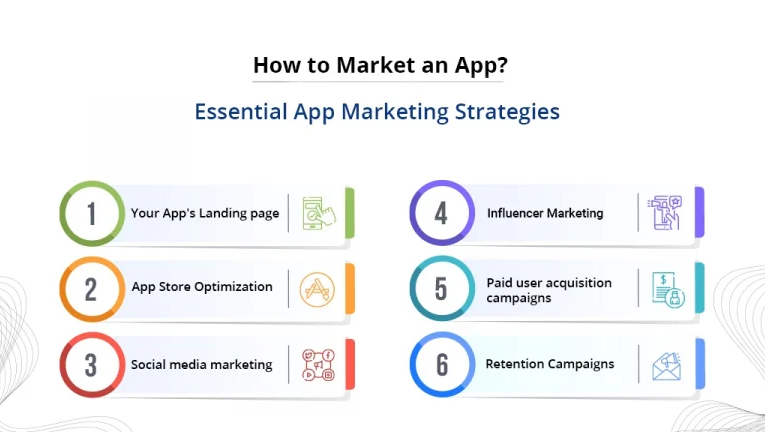 How to Market an App?
Essential App Marketing Strategies
1
Your App's Landing page
2
App Store Optimization
3
Social media marketing
4
Influencer Marketing
5
Paid user acquisition
campaigns
6
Retention Campaigns